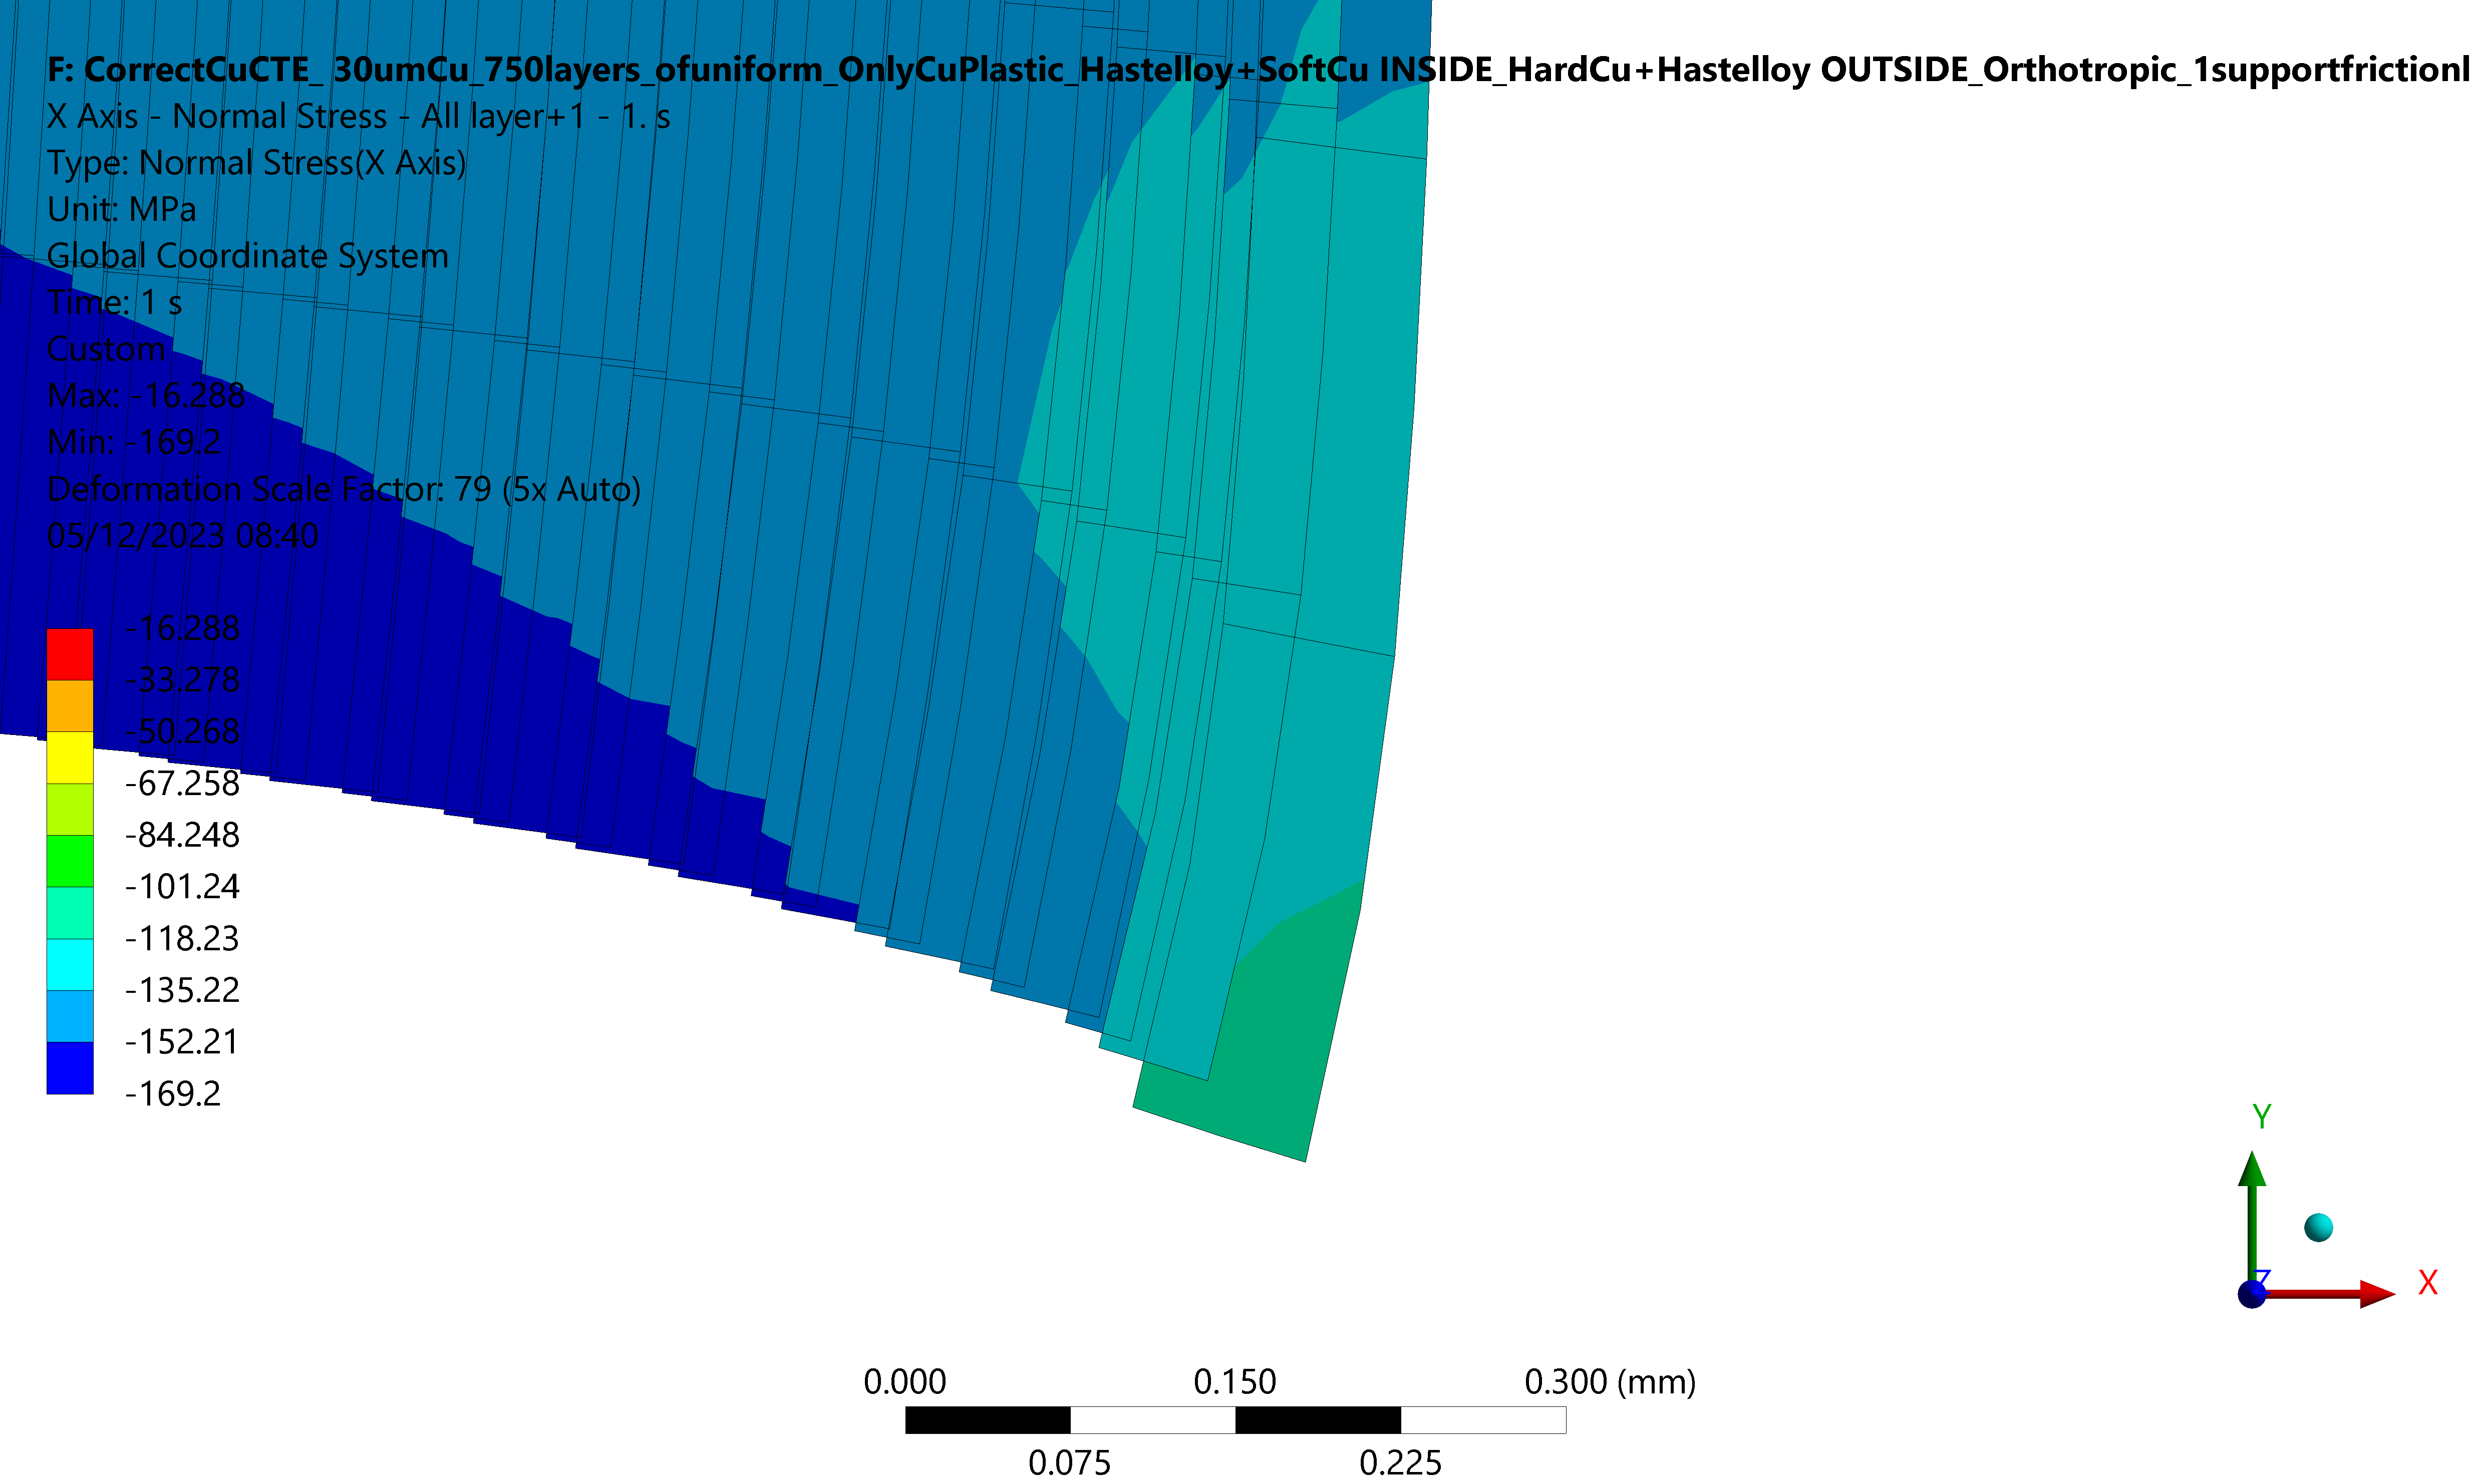 F: CorrectCuCTE_ 30umCu_750layers_ofuniform_OnlyCuPlastic_Hastelloy+SoftCu INSIDE_HardCu+Hastelloy OUTSIDE_Orthotropic_1supportfrictionl
X Axis - Normal Stress - All layer+1 - 1. s
Type: Normal Stress(X Axis)
Unit: MPa
Global Coordinate System
Time: 1 s
Custom
Max: -16.288
Min: -169.2
Deformation Scale Factor: 79 (5x Auto)
05/12/2023 08:40
-16.288
-33.278
-50.268
-67.258
-84.248
-101.24
-118.23
-135.22
-152.21
-169.2
Y
Z
X
0.000 0.150 0.300 (mm)
0.075 0.225